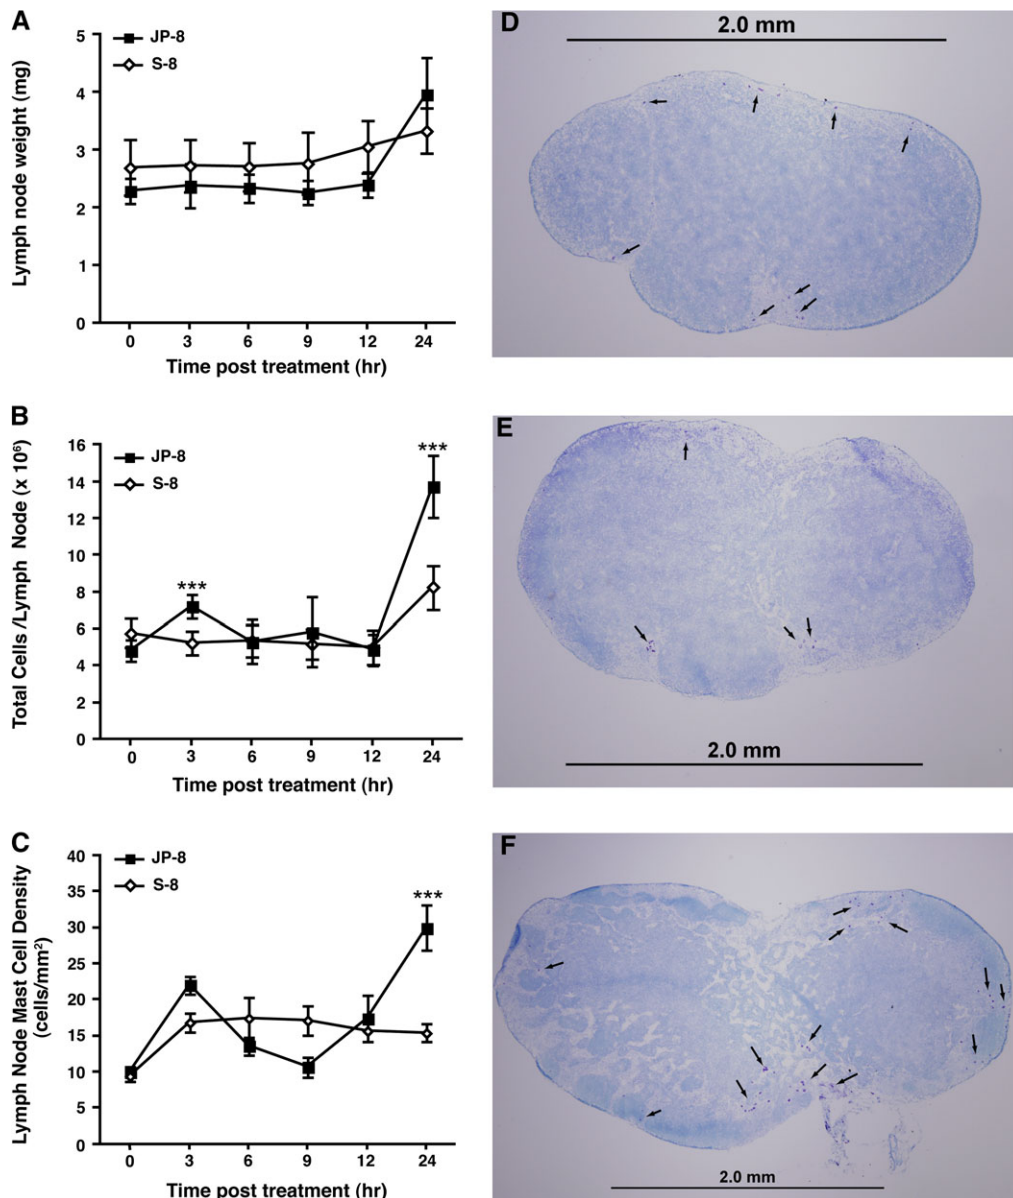 A
JP-8
S-8
5
4
3
2
1
0
Lymph node weight (mg)
0 3 6 9 12 24
Time post treatment (hr)
B
JP-8
S-8
***
***
16
14
12
10
8
6
4
2
0
Total Cells /Lymph Node (x 10⁶)
0 3 6 9 12 24
Time post treatment (hr)
C
JP-8
S-8
***
40
35
30
25
20
15
10
5
0
Lymph Node Mast Cell Density
(cells/mm²)
0 3 6 9 12 24
Time post treatment (hr)
D
2.0 mm
E
2.0 mm
F
2.0 mm